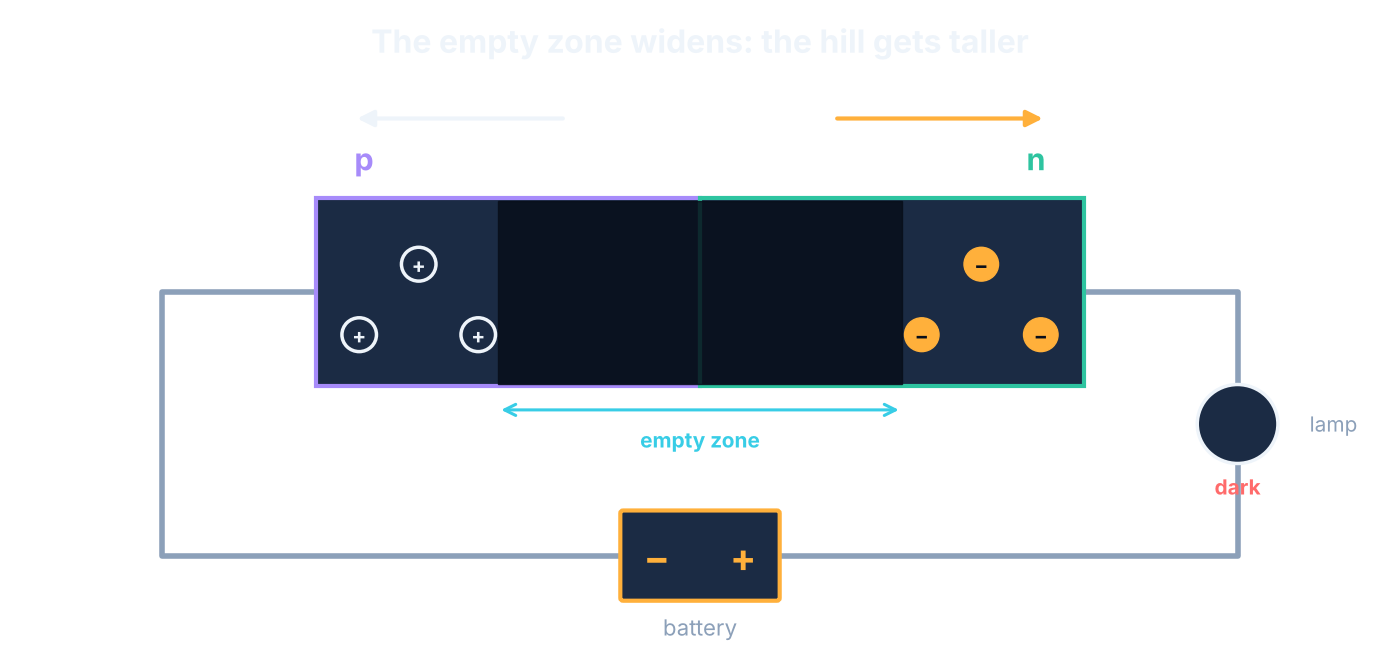 The empty zone widens: the hill gets taller
p
n
+
−
+
+
−
−
empty zone
lamp
dark
− +
battery